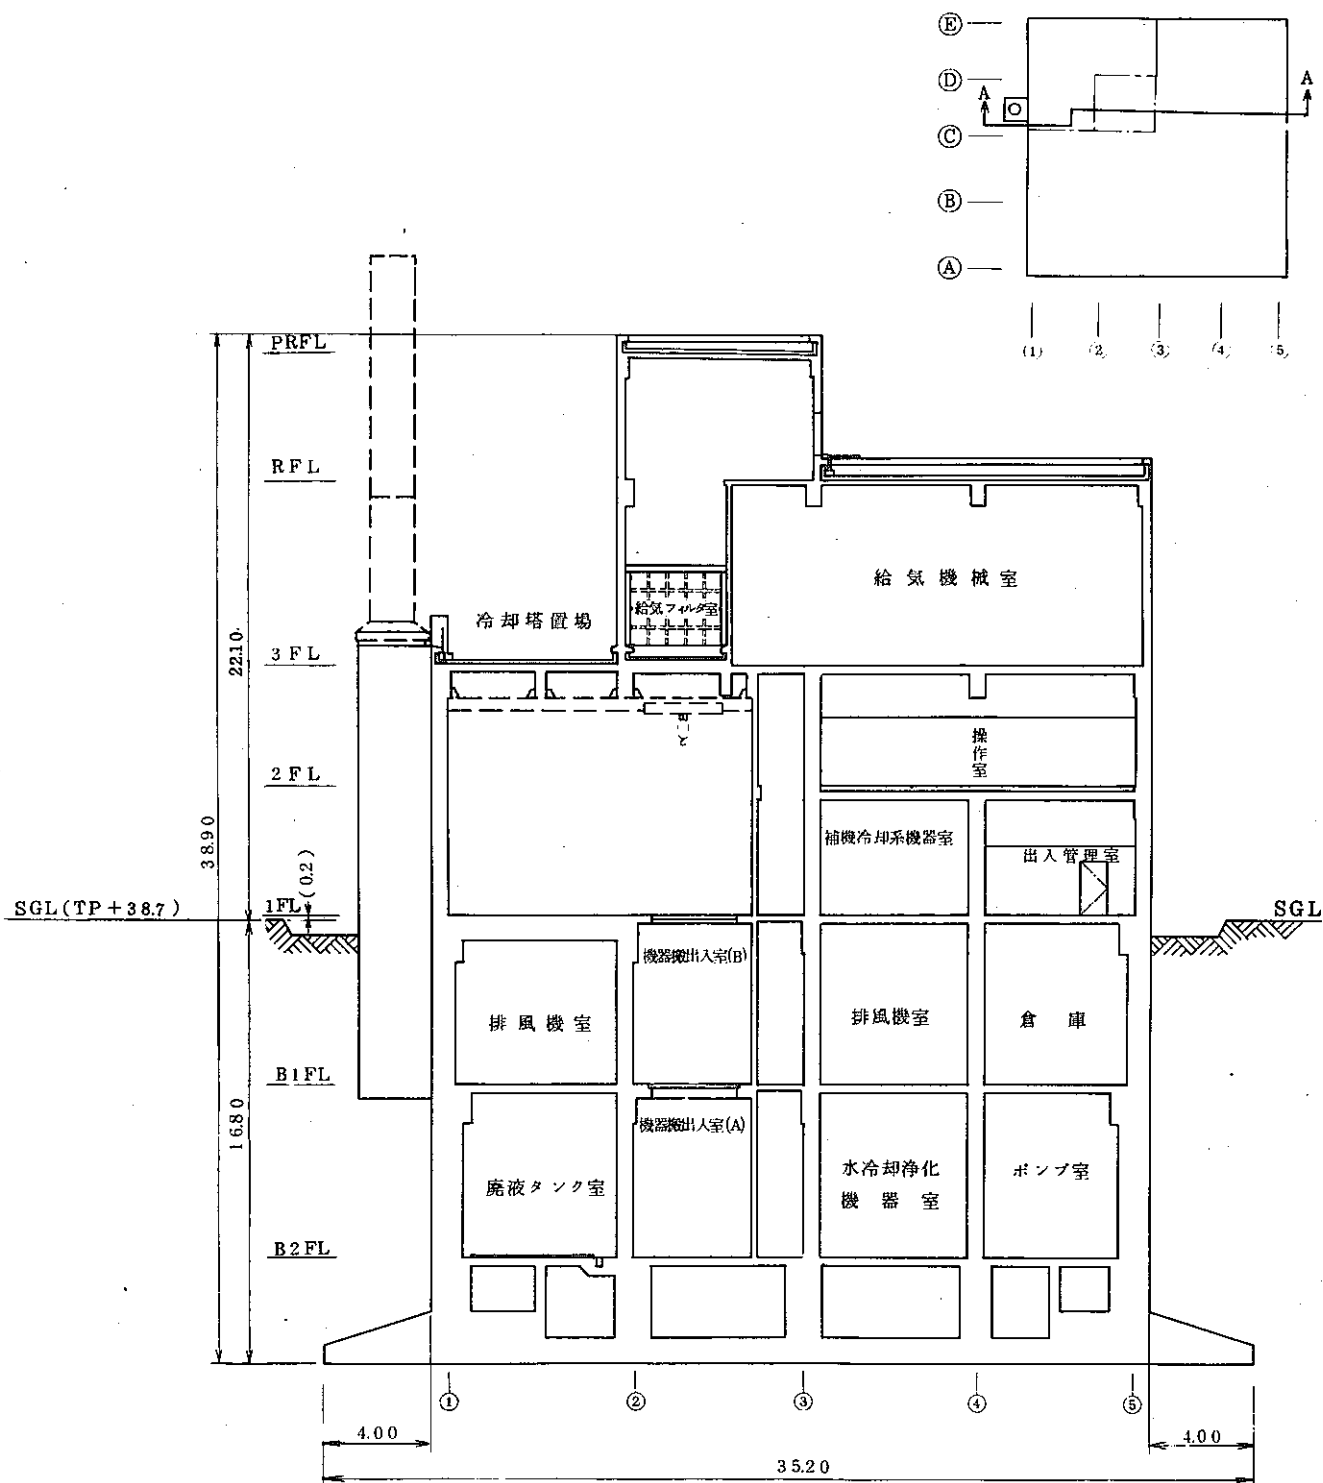 Ⓔ
Ⓓ
A
A
Ⓒ
Ⓑ
Ⓐ
(1)
(2)
(3)
(4)
(5)
PRFL
RFL
給気機械室
給気フィルタ室
冷却塔置場
3FL
22.10
操作室
2FL
38.90
補機冷却系機器室
出入管理室
(0.2)
SGL(TP+38.7)
1FL
SGL
機器搬出入室(B)
排風機室
排風機室
倉庫
B1FL
16.80
機器搬出入室(A)
廃液タンク室
水冷却浄化
機器室
ポンプ室
B2FL
①
②
③
④
⑤
4.00
4.00
35.20